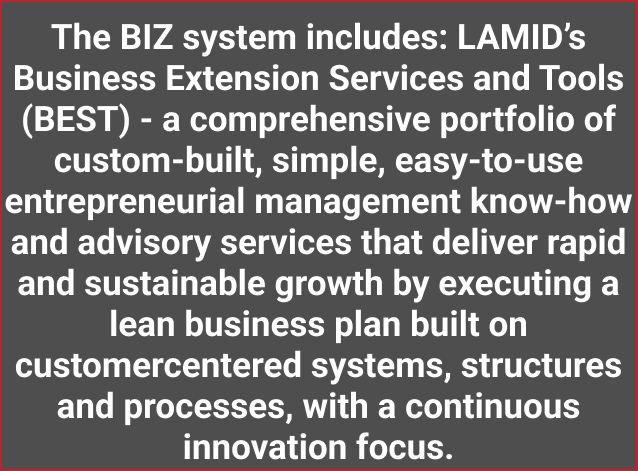 The BIZ system includes: LAMID’s
Business Extension Services and Tools
(BEST) - a comprehensive portfolio of
custom-built, simple, easy-to-use
entrepreneurial management know-how
and advisory services that deliver rapid
and sustainable growth by executing a
lean business plan built on
customercentered systems, structures
and processes, with a continuous
innovation focus.